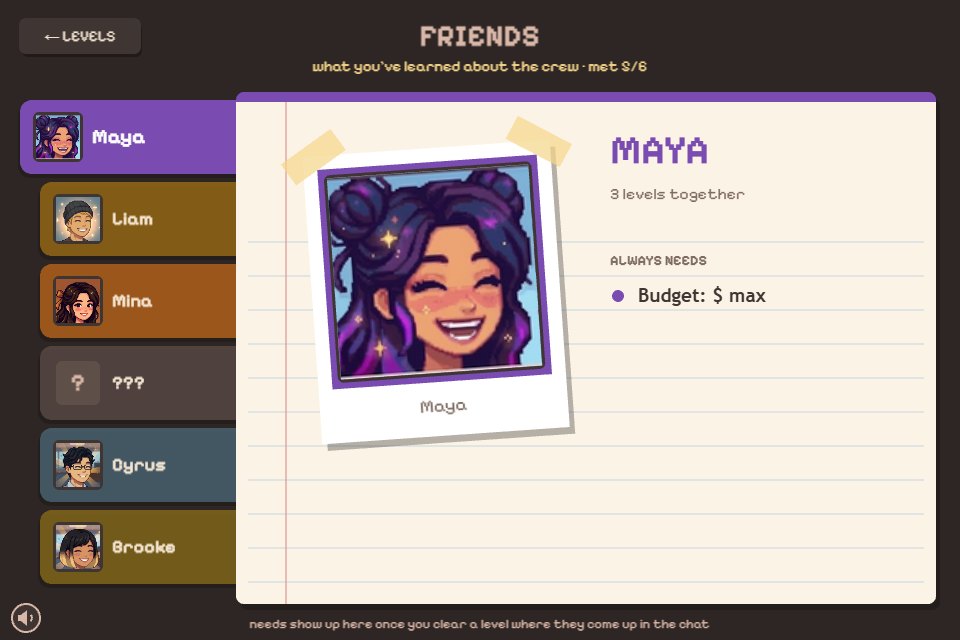 ← LEVELS
FRIENDS
what you've learned about the crew · met 5/6
Maya
Liam
Mina
? ???
Cyrus
Brooke
Maya
MAYA
3 levels together
ALWAYS NEEDS
Budget: $ max
needs show up here once you clear a level where they come up in the chat